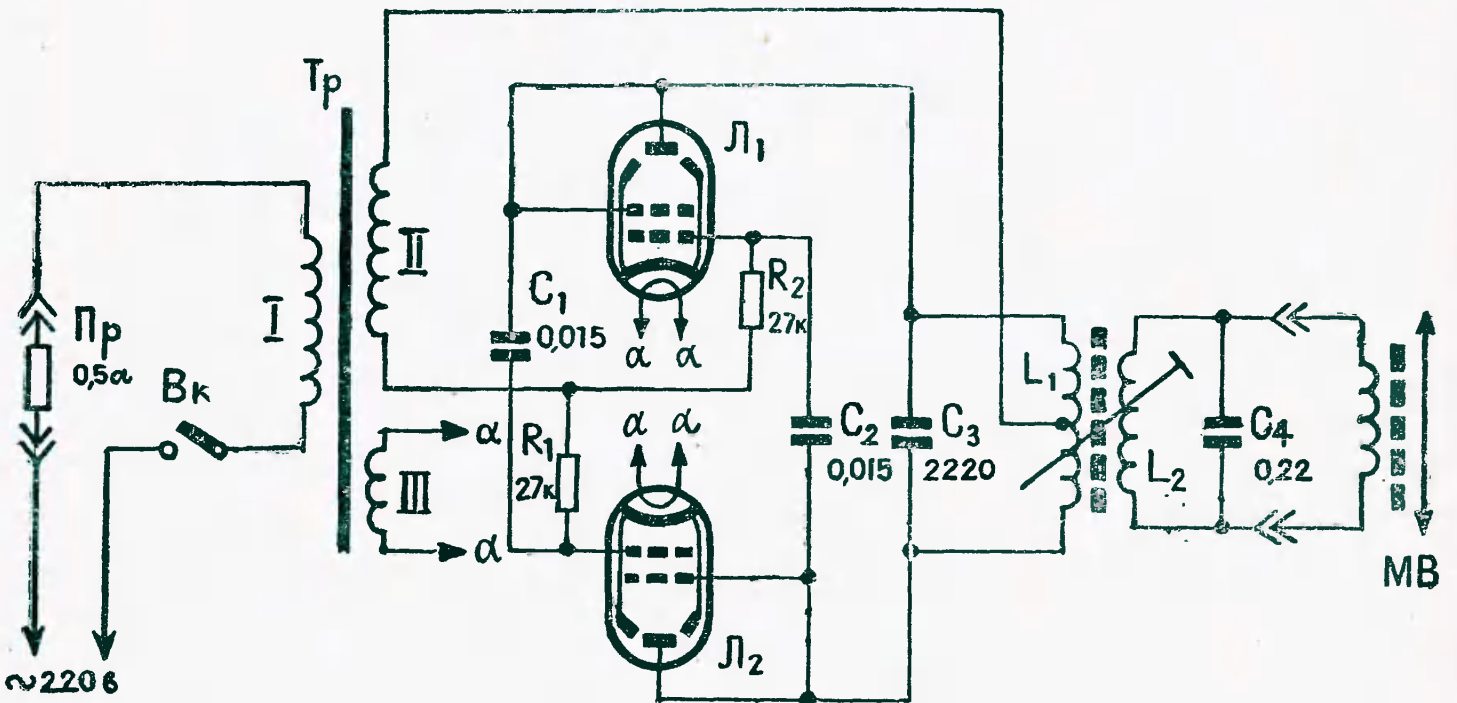 Тр
Л₁
II
I
Пр
0,5а
Вк
C₁
0,015
R₂
27к
α α
α α
α
III
α
R₁
27к
C₂
0,015
C₃
2220
L₁
L₂
C₄
0,22
МВ
Л₂
~220в